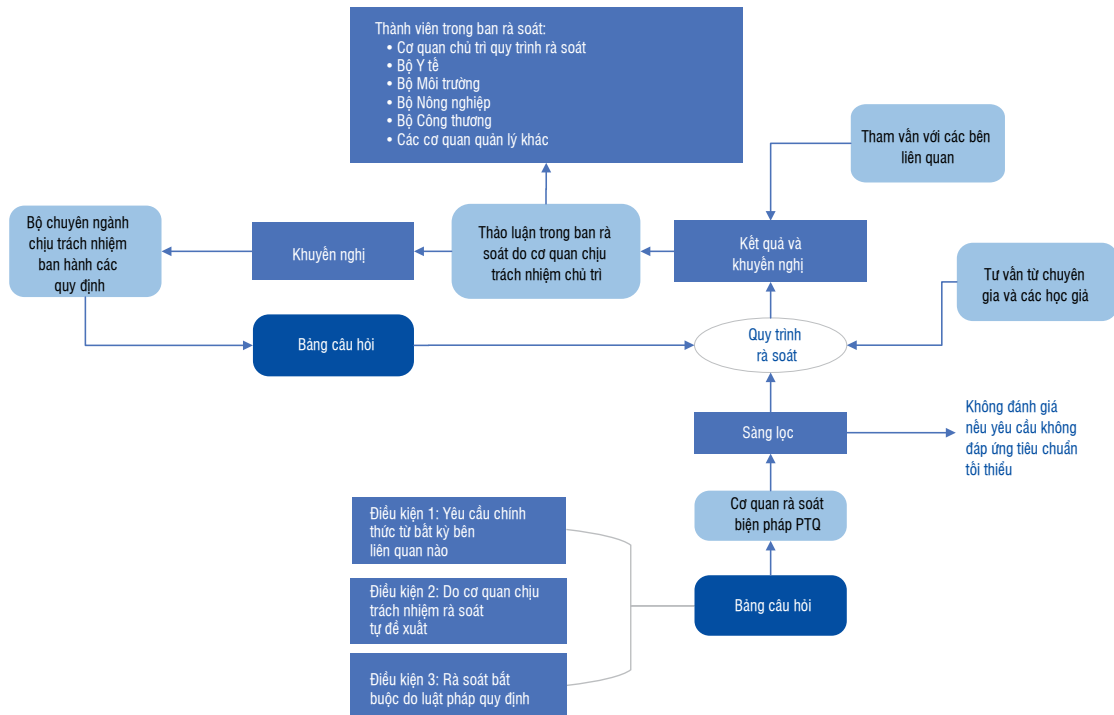 Thành viên trong ban rà soát:
• Cơ quan chủ trì quy trình rà soát
• Bộ Y tế
• Bộ Môi trường
• Bộ Nông nghiệp
• Bộ Công thương
• Các cơ quan quản lý khác
Tham vấn với các bên
liên quan
Bộ chuyên ngành
chịu trách nhiệm
ban hành các
quy định
Khuyến nghị
Thảo luận trong ban rà
soát do cơ quan chịu
trách nhiệm chủ trì
Kết quả và
khuyến nghị
Tư vấn từ chuyên
gia và các học giả
Bảng câu hỏi
Quy trình
rà soát
Sàng lọc
Không đánh giá
nếu yêu cầu không
đáp ứng tiêu chuẩn
tối thiểu
Cơ quan rà soát
biện pháp PTQ
Điều kiện 1: Yêu cầu chính
thức từ bất kỳ bên
liên quan nào
Điều kiện 2: Do cơ quan chịu
trách nhiệm rà soát
tự đề xuất
Bảng câu hỏi
Điều kiện 3: Rà soát bắt
buộc do luật pháp quy định